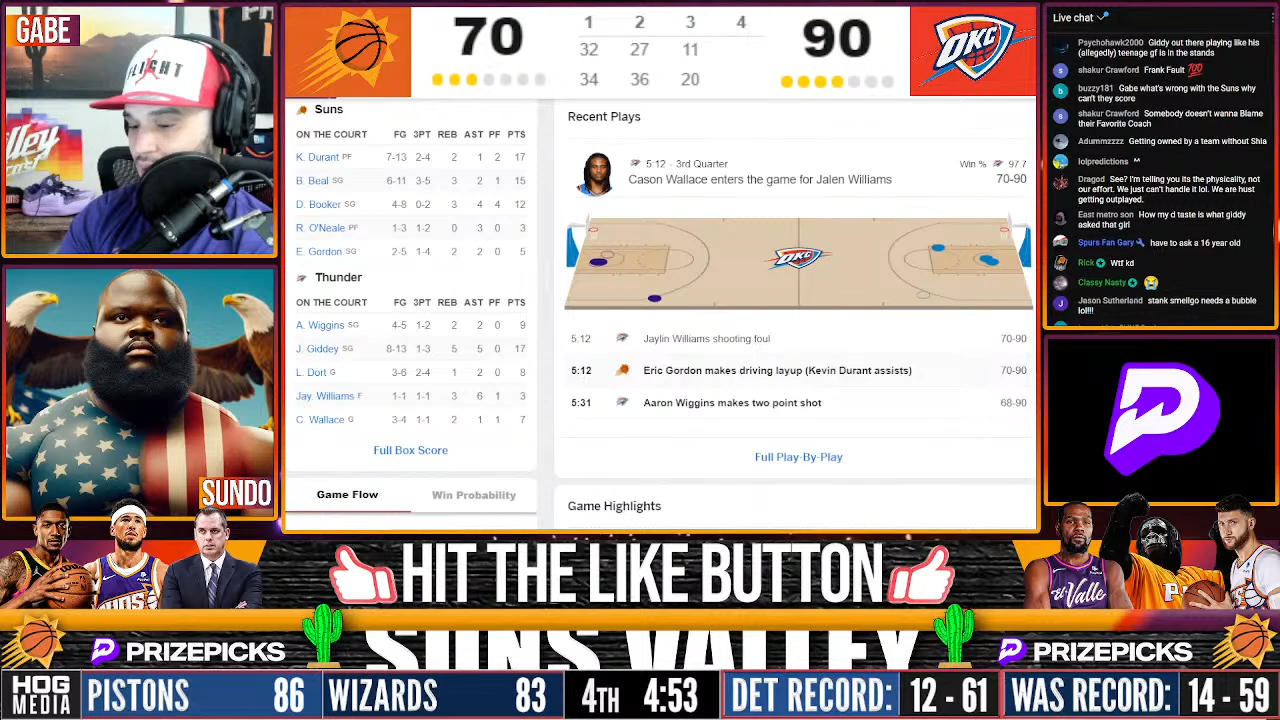 GABE
70
1 2 3 4
32 27 11
34 36 20
90
OKC
Suns
ON THE COURT FG 3PT REB AST PF PTS
K. Durant PF 7-13 2-4 2 1 2 17
B. Beal SG 6-11 3-5 3 2 1 15
D. Booker SG 4-8 0-2 3 4 4 12
R. O'Neale PF 1-3 1-2 0 3 0 3
E. Gordon SG 2-5 1-4 2 2 0 5
Thunder
ON THE COURT FG 3PT REB AST PF PTS
A. Wiggins SG 4-5 1-2 2 2 0 9
J. Giddey SG 8-13 1-3 5 5 0 17
L. Dort G 3-6 2-4 1 2 0 8
Jay. Williams F 1-1 1-1 3 6 1 3
C. Wallace G 3-4 1-1 2 1 1 7
Full Box Score
Game Flow
Win Probability
Recent Plays
5:12 - 3rd Quarter
Win % 97.7
Cason Wallace enters the game for Jalen Williams
70-90
OKC
5:12 Jaylin Williams shooting foul 70-90
5:12 Eric Gordon makes driving layup (Kevin Durant assists) 70-90
5:31 Aaron Wiggins makes two point shot 68-90
Full Play-By-Play
Game Highlights
Live chat
Psychohawk2000 Giddy out there playing like his
(allegedly) teenage gf is in the stands
shakur Crawford Frank Fault 💯
buzzy181 Gabe what's wrong with the Suns why
can't they score
shakur Crawford Somebody doesn't wanna Blame
their Favorite Coach
Adummzzzz Getting owned by a team without Shia
lolpredictions ^^
Dragod See? I'm telling you its the physicality, not
our effort. We just can't handle it lol. We are hust
getting outplayed.
East metro son How my d taste is what giddy
asked that girl
Spurs Fan Gary have to ask a 16 year old
Rick Wtf kd
Classy Nasty 😭
Jason Sutherland stank smellgo needs a bubble
lol!!!
SUNDO
HIT THE LIKE BUTTON
PRIZEPICKS
SUNS VALLEY
PRIZEPICKS
HOG
MEDIA
PISTONS 86
WIZARDS 83
4TH 4:53
DET RECORD: 12 - 61
WAS RECORD: 14 - 59